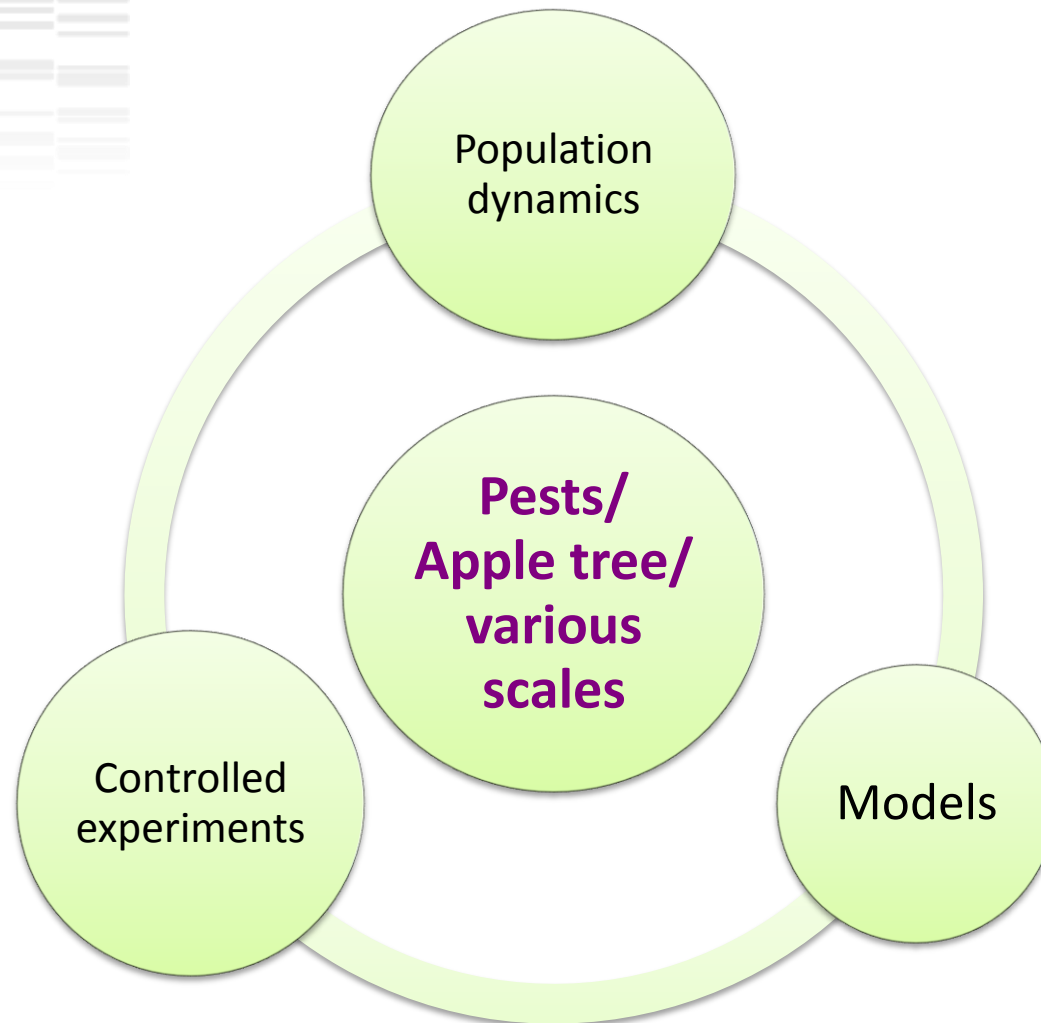 Population
dynamics
Pests/
Apple tree/
various
scales
Controlled
experiments
Models